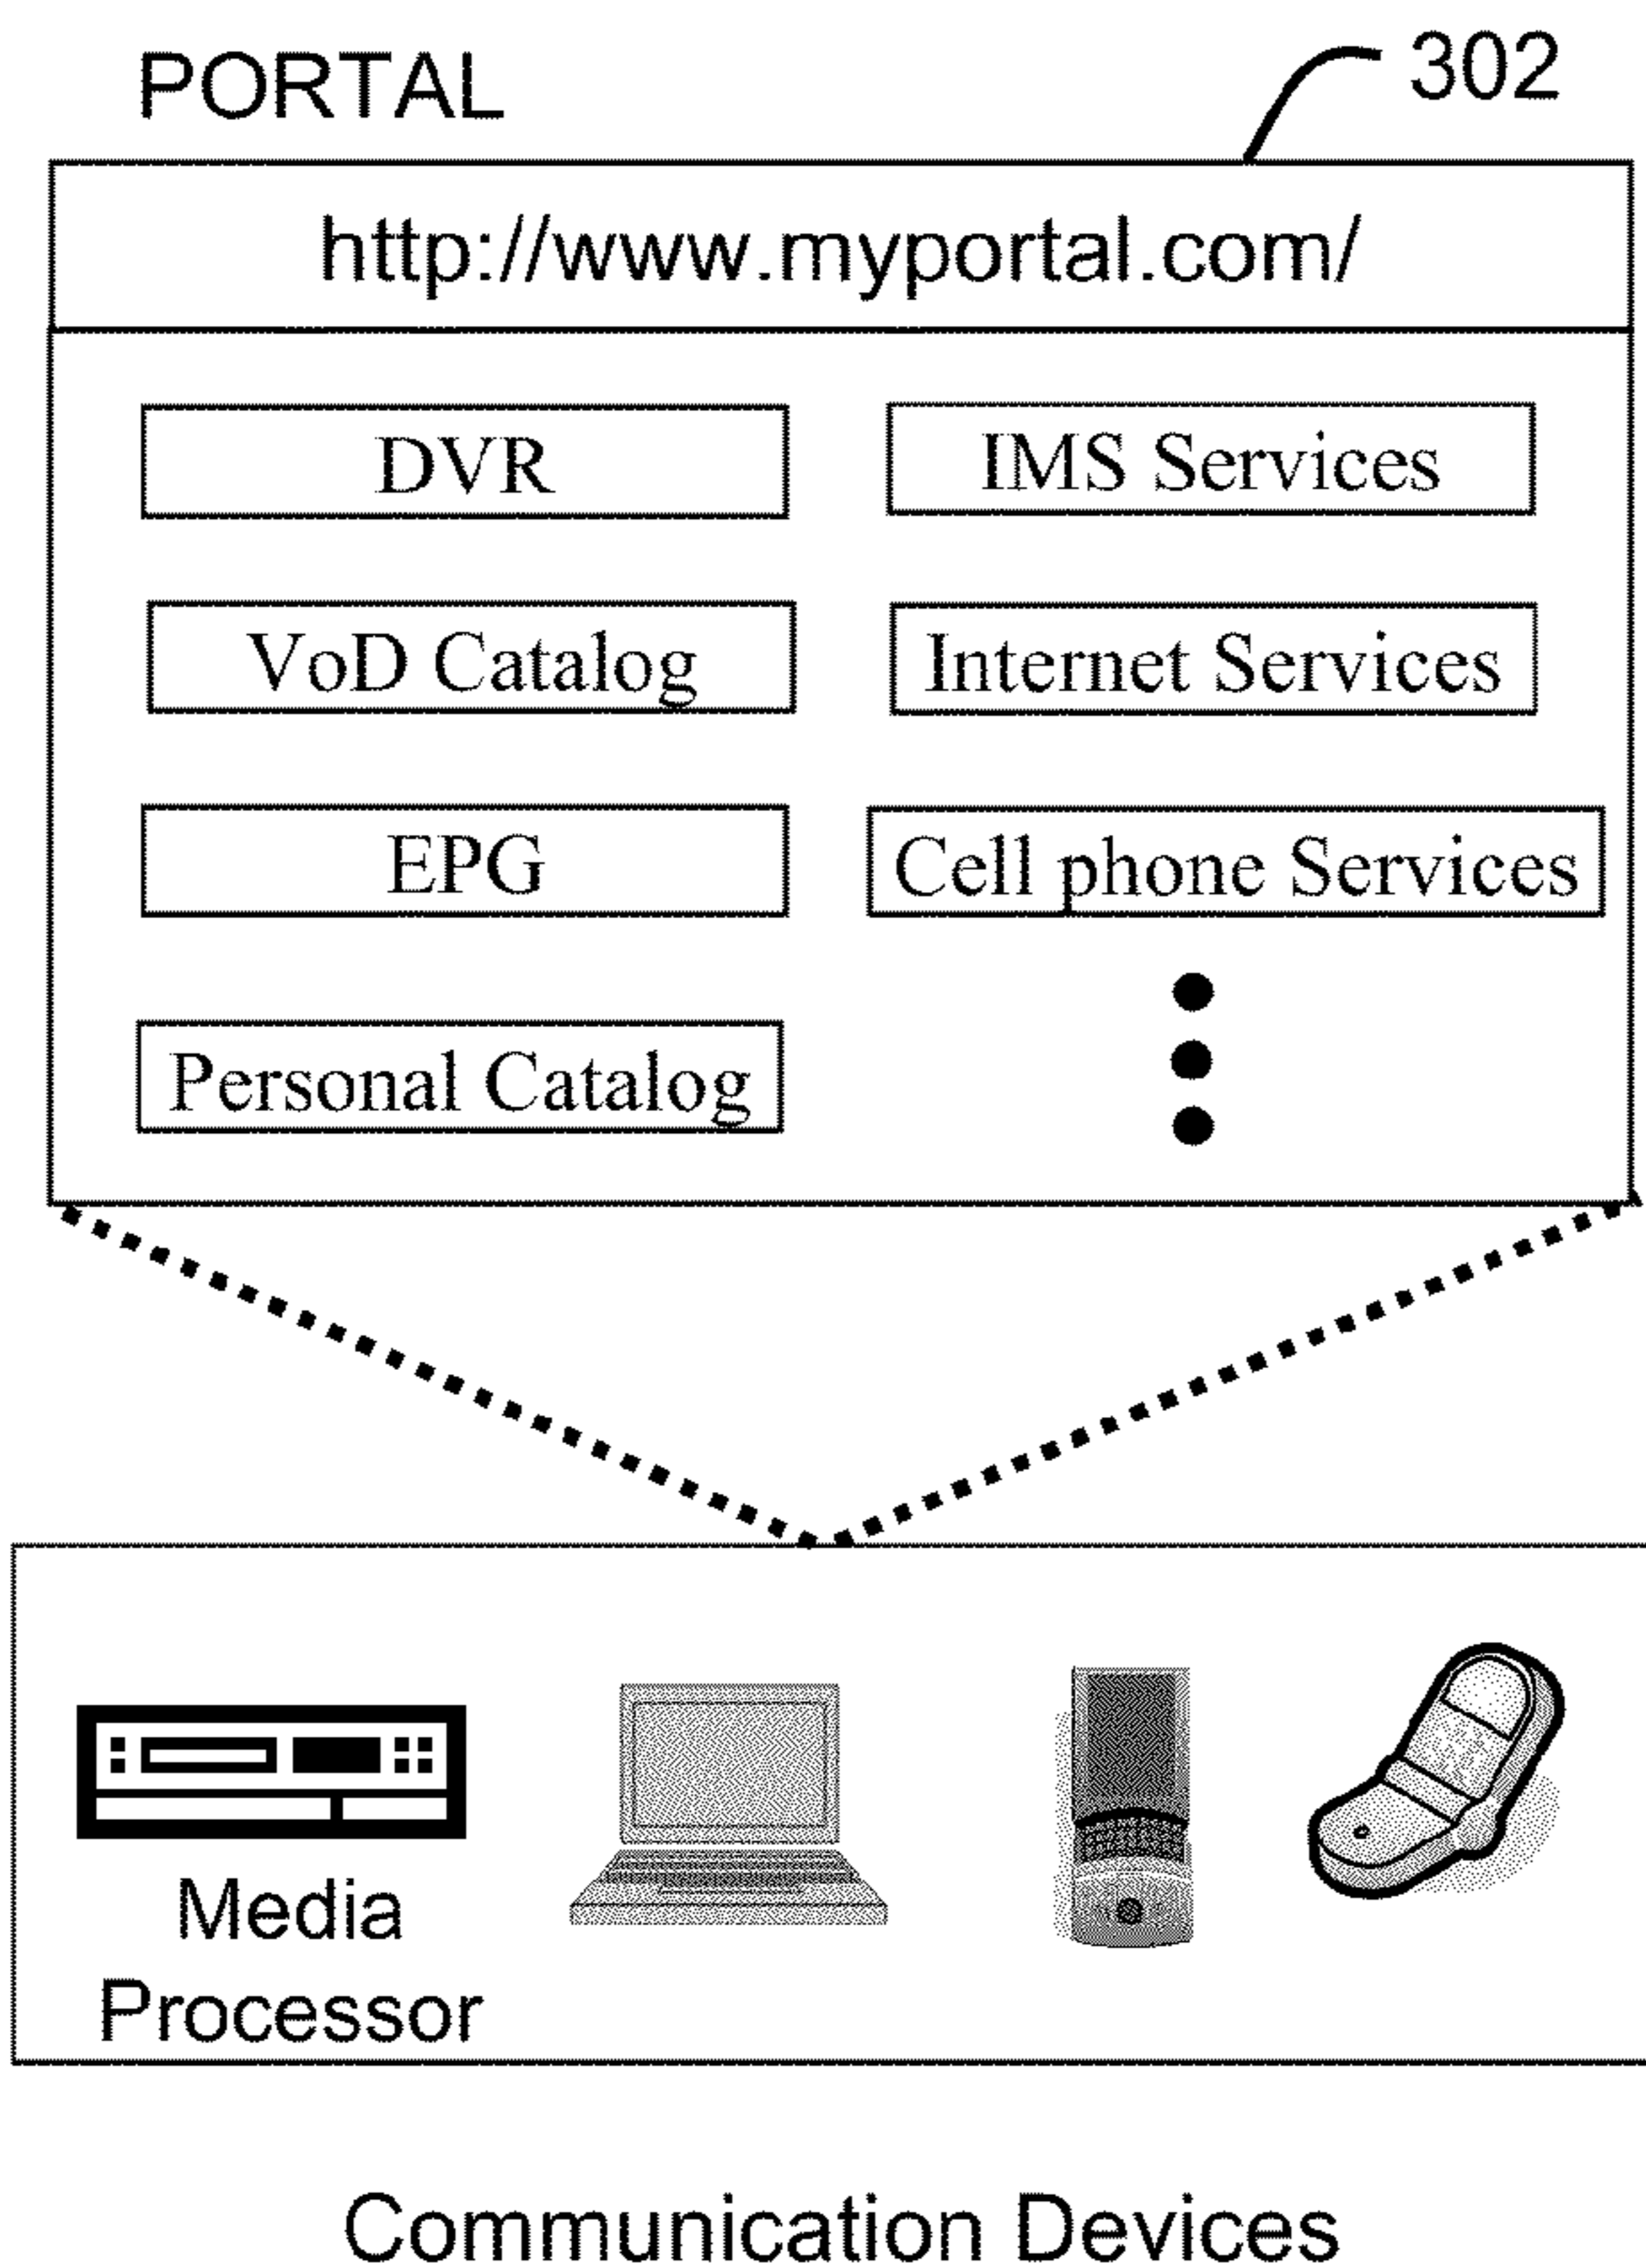 PORTAL
302
http://www.myportal.com/
DVR
IMS Services
VoD Catalog
Internet Services
EPG
Cell phone Services
Personal Catalog
Media
Processor
Communication Devices